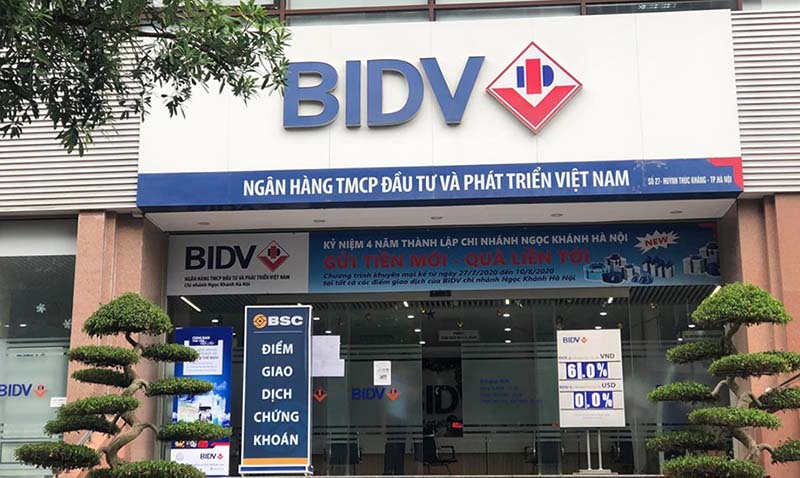 BIDV
NGÂN HÀNG TMCP ĐẦU TƯ VÀ PHÁT TRIỂN VIỆT NAM
SỐ 27 - HUỲNH THÚC KHÁNG - TP.HÀ NỘI
BIDV
NGÂN HÀNG TMCP ĐẦU TƯ VÀ PHÁT TRIỂN VIỆT NAM
Chi nhánh Ngọc Khánh Hà Nội
KỶ NIỆM 4 NĂM THÀNH LẬP CHI NHÁNH NGỌC KHÁNH HÀ NỘI
GỬI TIỀN MỚI - QUÀ LIỀN TỚI
Chương trình khuyến mại kể từ ngày 27/7/2020 đến 10/8/2020
tại tất cả các điểm giao dịch của BIDV chi nhánh Ngọc Khánh Hà Nội
NEW
BSC
ĐIỂM
GIAO
DỊCH
CHỨNG
KHOÁN
BIDV
VND
6.0%
USD
0.0%
BIDV
BIDV
BIDV